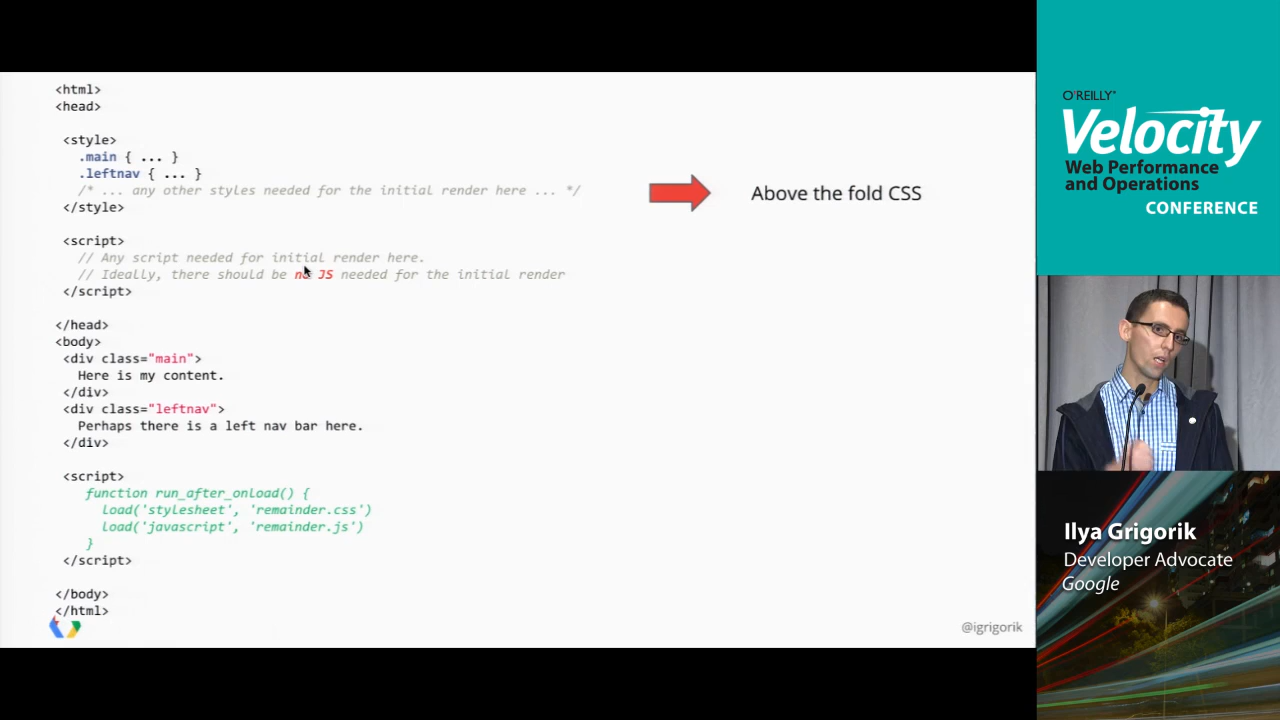 <html>
<head>
<style>
.main { ... }
.leftnav { ... }
/* ... any other styles needed for the initial render here ... */
</style>
<script>
// Any script needed for initial render here.
// Ideally, there should be no JS needed for the initial render
</script>
</head>
<body>
<div class="main">
Here is my content.
</div>
<div class="leftnav">
Perhaps there is a left nav bar here.
</div>
<script>
function run_after_onload() {
load('stylesheet', 'remainder.css')
load('javascript', 'remainder.js')
}
</script>
</body>
</html>
Above the fold CSS
@igrigorik
O'REILLY®
Velocity
Web Performance
and Operations
CONFERENCE
Ilya Grigorik
Developer Advocate
Google